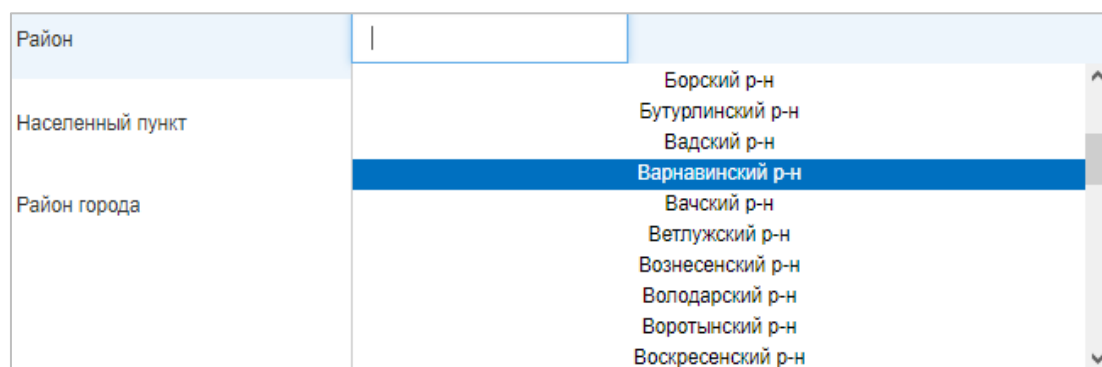 Район
Борский р-н
Бутурлинский р-н
Населенный пункт
Вадский р-н
Варнавинский р-н
Район города
Вачский р-н
Ветлужский р-н
Вознесенский р-н
Володарский р-н
Воротынский р-н
Воскресенский р-н